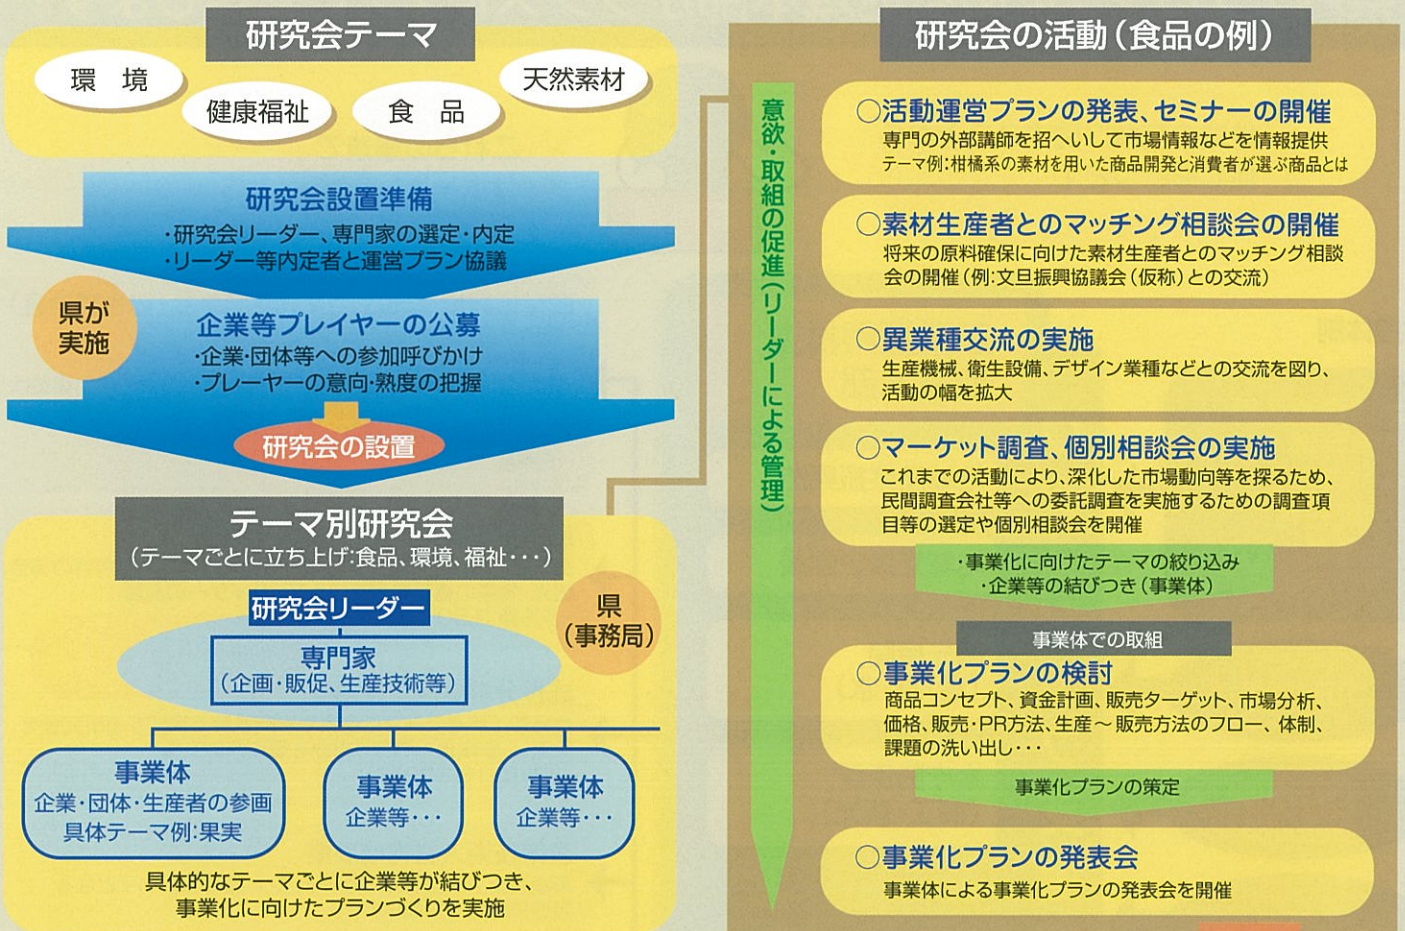 研究会テーマ
環 境
健康福祉
食 品
天然素材
研究会設置準備
・研究会リーダー、専門家の選定・内定
・リーダー等内定者と運営プラン協議
県が
実施
企業等プレイヤーの公募
・企業・団体等への参加呼びかけ
・プレーヤーの意向・熟度の把握
研究会の設置
テーマ別研究会
(テーマごとに立ち上げ:食品、環境、福祉・・・)
研究会リーダー
県
(事務局)
専門家
(企画・販促、生産技術等)
事業体
企業・団体・生産者の参画
具体テーマ例:果実
事業体
企業等・・・
事業体
企業等・・・
具体的なテーマごとに企業等が結びつき、
事業化に向けたプランづくりを実施
研究会の活動(食品の例)
意欲・取組の促進(リーダーによる管理)
○活動運営プランの発表、セミナーの開催
専門の外部講師を招へいして市場情報などを情報提供
テーマ例:柑橘系の素材を用いた商品開発と消費者が選ぶ商品とは
○素材生産者とのマッチング相談会の開催
将来の原料確保に向けた素材生産者とのマッチング相談
会の開催(例:文旦振興協議会(仮称)との交流)
○異業種交流の実施
生産機械、衛生設備、デザイン業種などとの交流を図り、
活動の幅を拡大
○マーケット調査、個別相談会の実施
これまでの活動により、深化した市場動向等を探るため、
民間調査会社等への委託調査を実施するための調査項
目等の選定や個別相談会を開催
・事業化に向けたテーマの絞り込み
・企業等の結びつき(事業体)
事業体での取組
○事業化プランの検討
商品コンセプト、資金計画、販売ターゲット、市場分析、
価格、販売・PR方法、生産～販売方法のフロー、体制、
課題の洗い出し・・・
事業化プランの策定
○事業化プランの発表会
事業体による事業化プランの発表会を開催